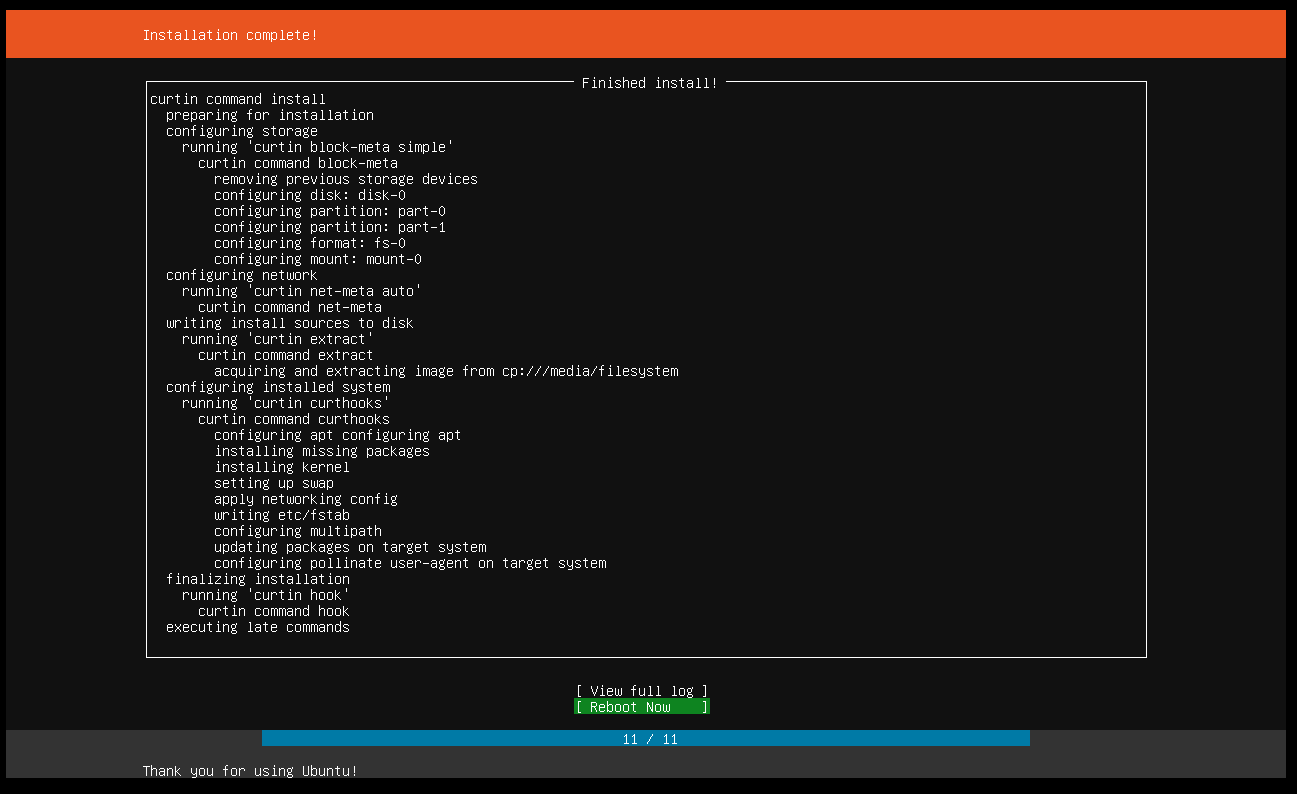 Installation complete!
Finished install!
curtin command install
preparing for installation
configuring storage
running 'curtin block-meta simple'
curtin command block-meta
removing previous storage devices
configuring disk: disk-0
configuring partition: part-0
configuring partition: part-1
configuring format: fs-0
configuring mount: mount-0
configuring network
running 'curtin net-meta auto'
curtin command net-meta
writing install sources to disk
running 'curtin extract'
curtin command extract
acquiring and extracting image from cp:///media/filesystem
configuring installed system
running 'curtin curthooks'
curtin command curthooks
configuring apt configuring apt
installing missing packages
installing kernel
setting up swap
apply networking config
writing etc/fstab
configuring multipath
updating packages on target system
configuring pollinate user-agent on target system
finalizing installation
running 'curtin hook'
curtin command hook
executing late commands
[ View full log ]
[ Reboot Now ]
11 / 11
Thank you for using Ubuntu!